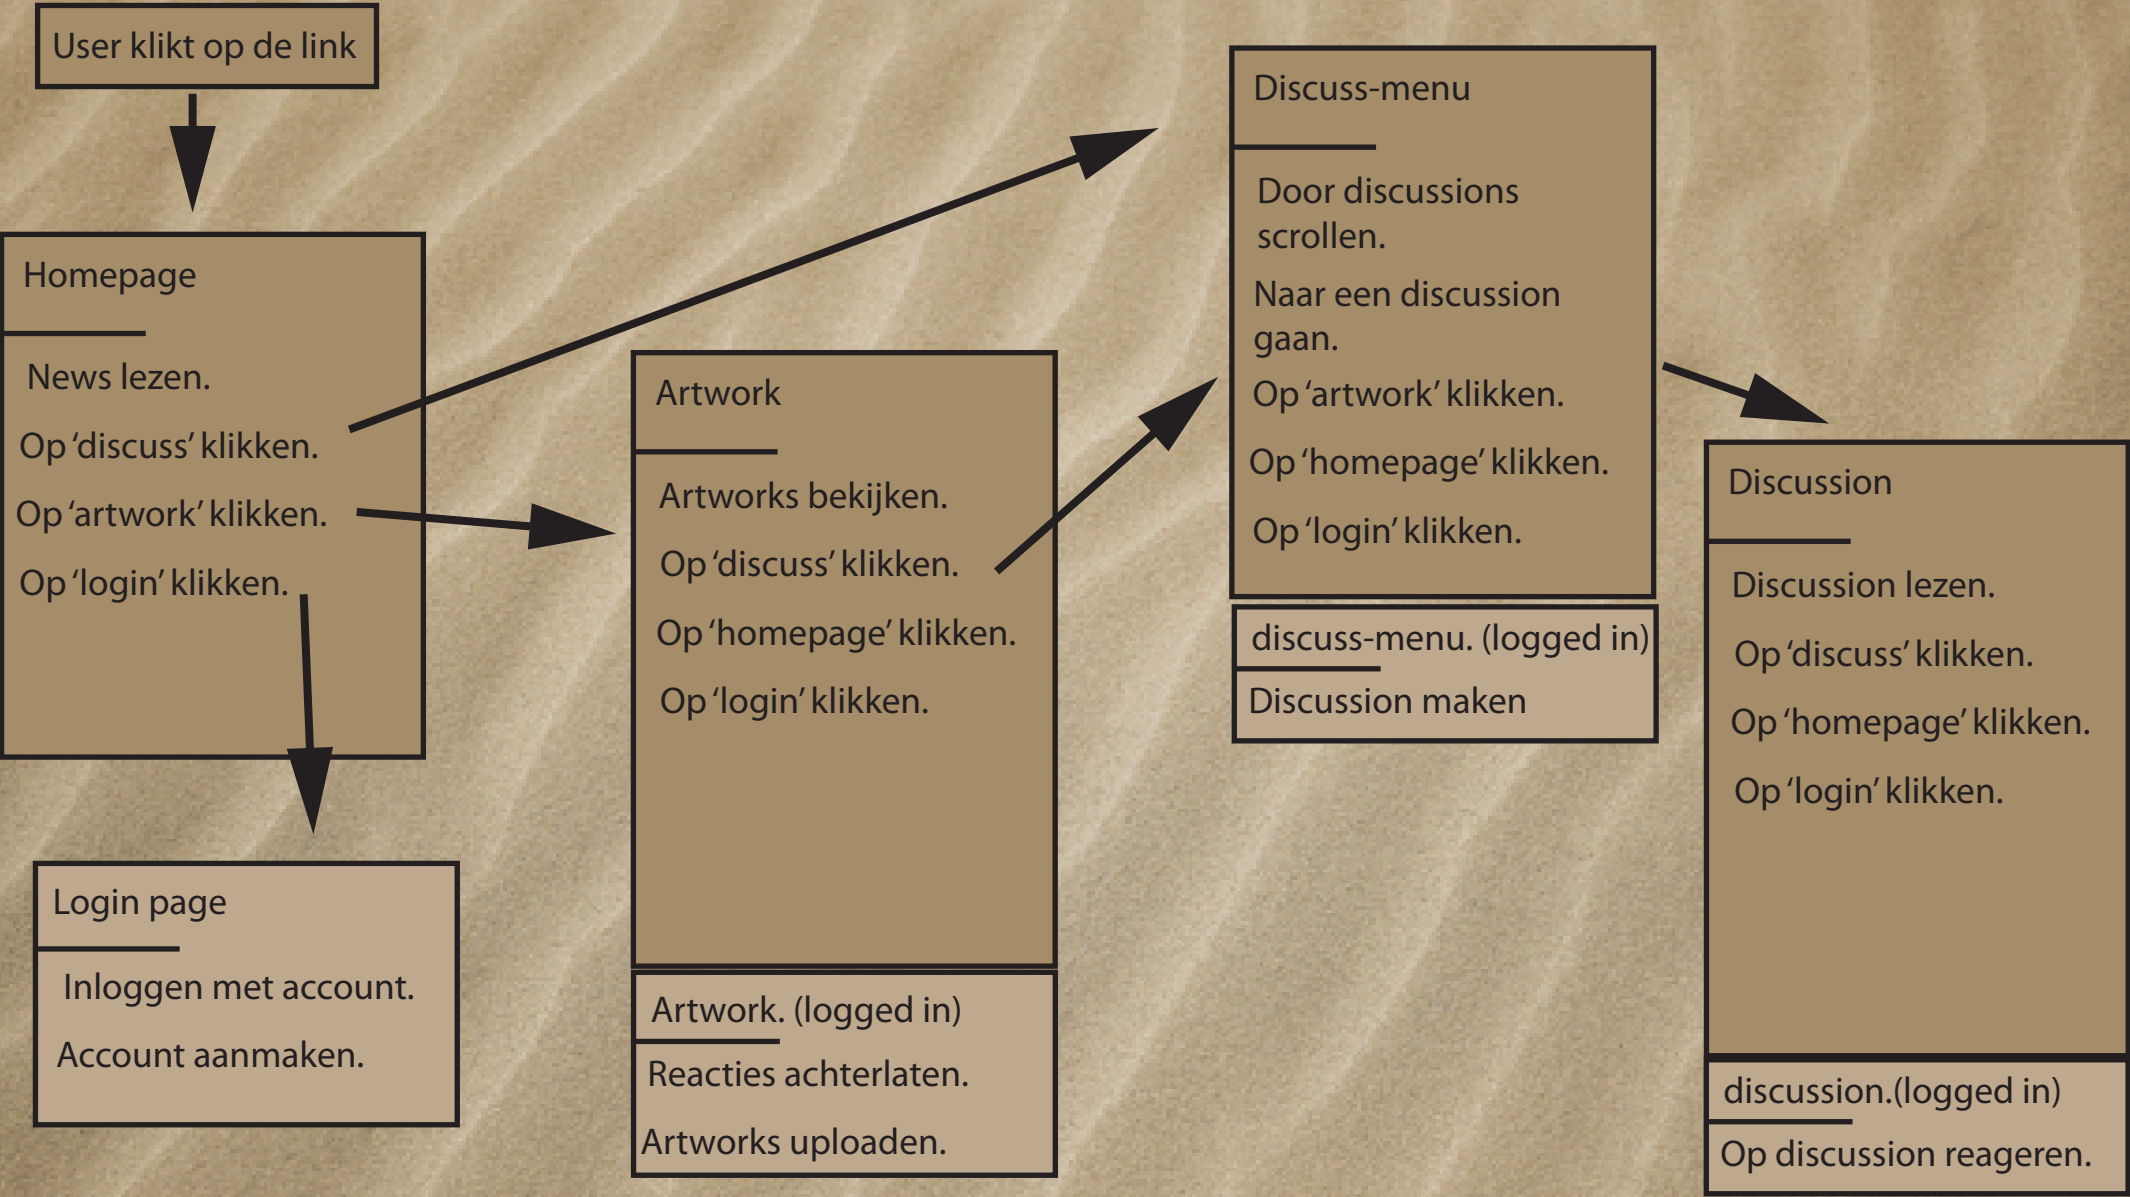 User klikt op de link
Homepage
News lezen.
Op ‘discuss’ klikken.
Op ‘artwork’ klikken.
Op ‘login’ klikken.
Login page
Inloggen met account.
Account aanmaken.
Artwork
Artworks bekijken.
Op ‘discuss’ klikken.
Op ‘homepage’ klikken.
Op ‘login’ klikken.
Artwork. (logged in)
Reacties achterlaten.
Artworks uploaden.
Discuss-menu
Door discussions
scrollen.
Naar een discussion
gaan.
Op ‘artwork’ klikken.
Op ‘homepage’ klikken.
Op ‘login’ klikken.
discuss-menu. (logged in)
Discussion maken
Discussion
Discussion lezen.
Op ‘discuss’ klikken.
Op ‘homepage’ klikken.
Op ‘login’ klikken.
discussion.(logged in)
Op discussion reageren.